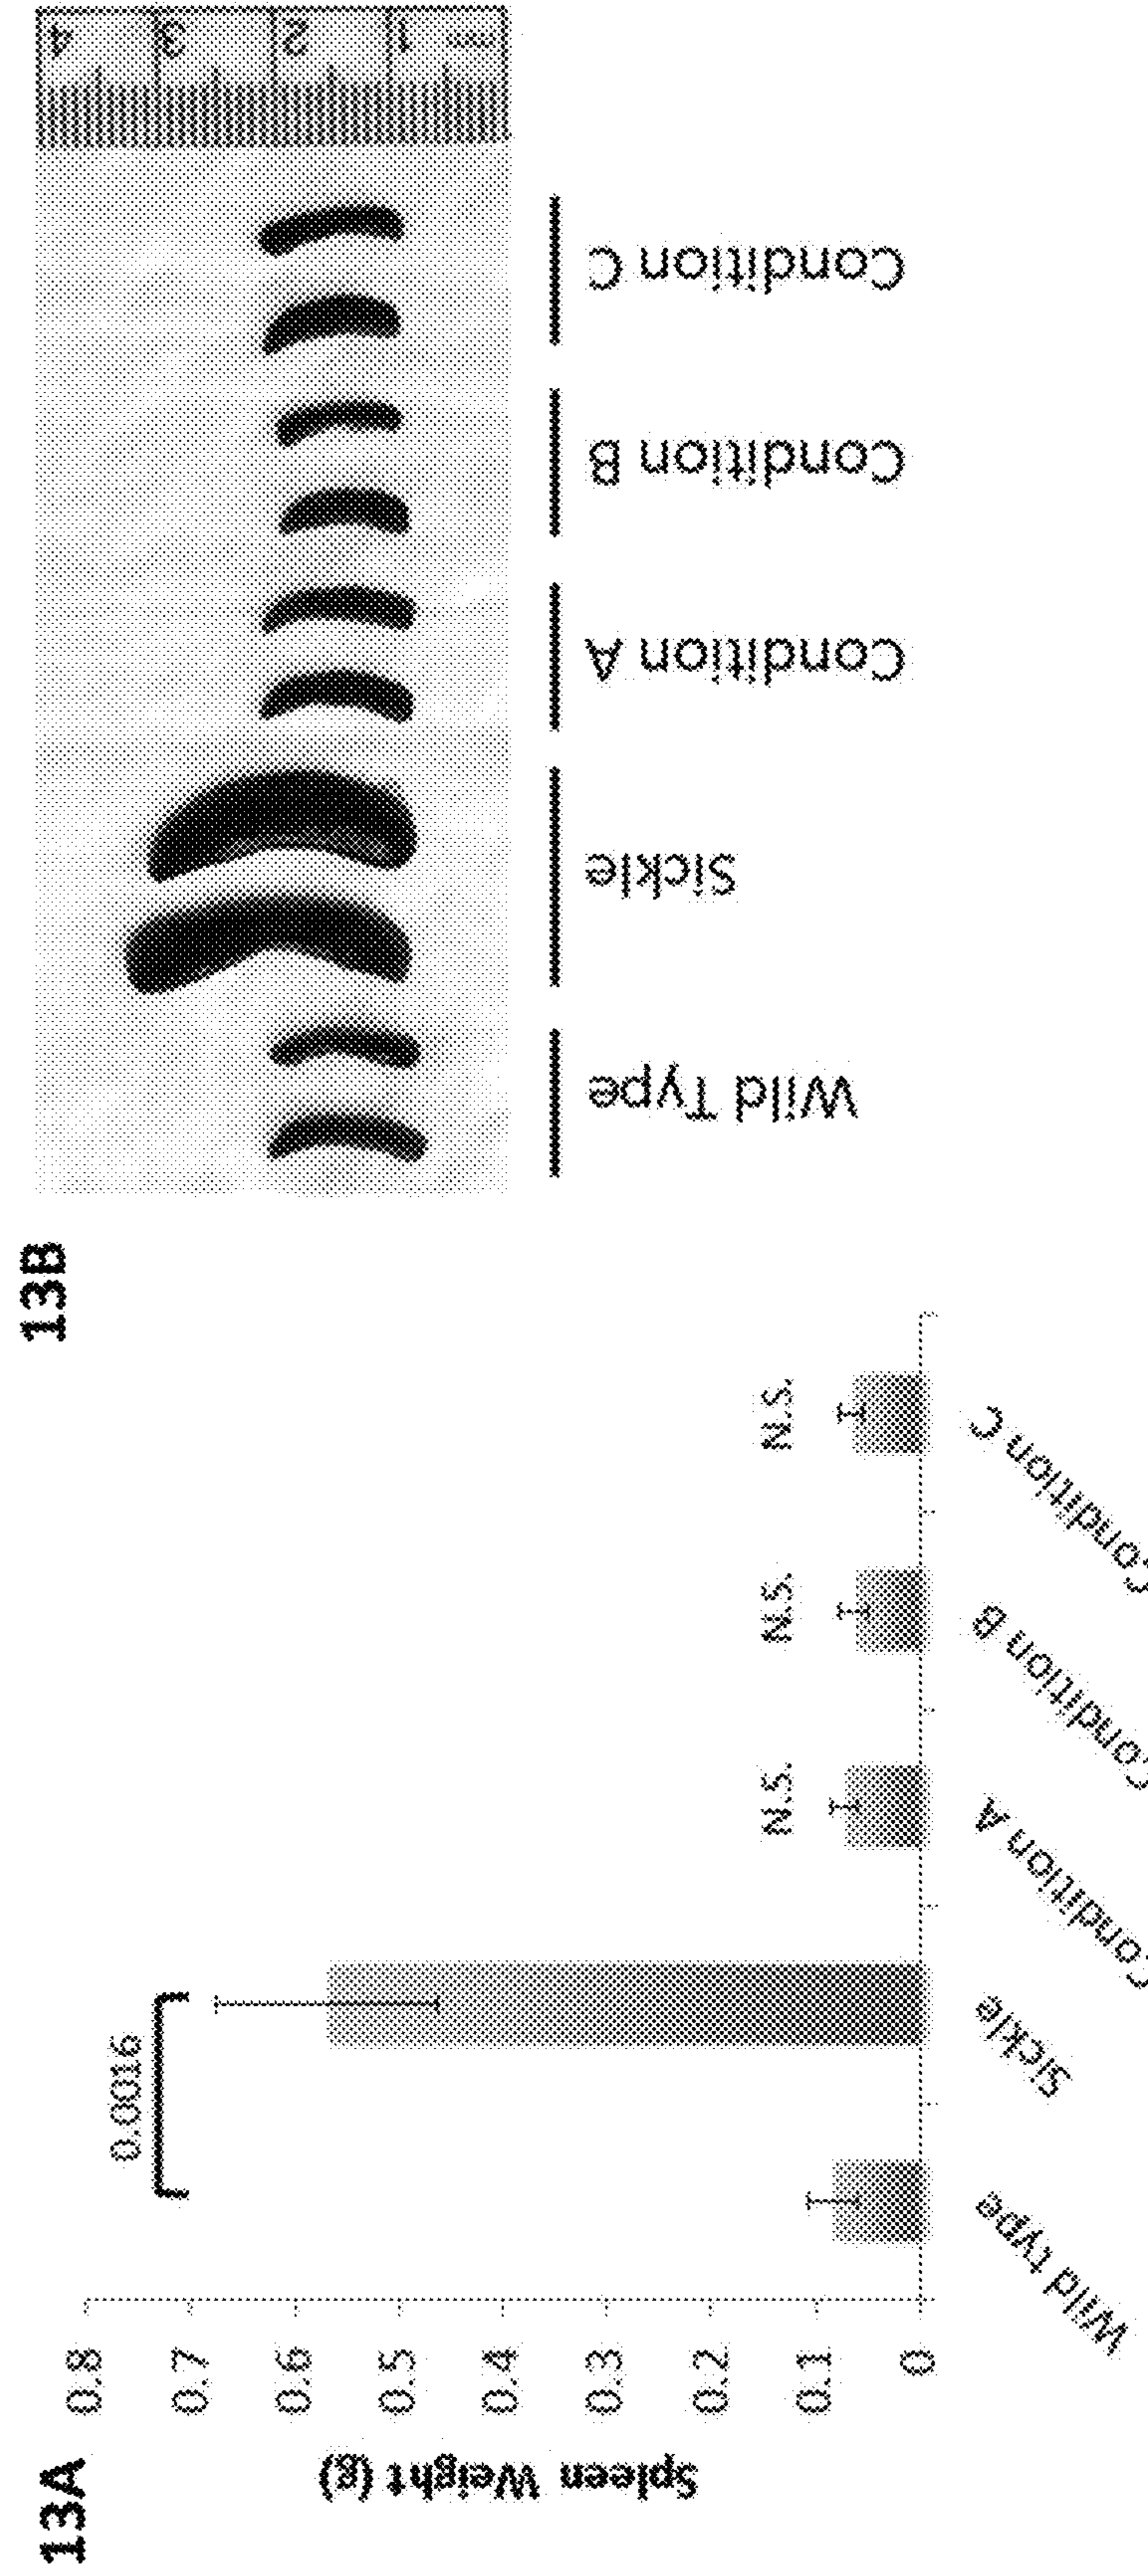 13A
Spleen Weight (g)
0.8
0.7
0.6
0.5
0.4
0.3
0.2
0.1
0
0.0016
N.S.
N.S.
N.S.
Wild type
Sickle
Condition A
Condition B
Condition C
13B
4
3
2
1
Wild Type
Sickle
Condition A
Condition B
Condition C